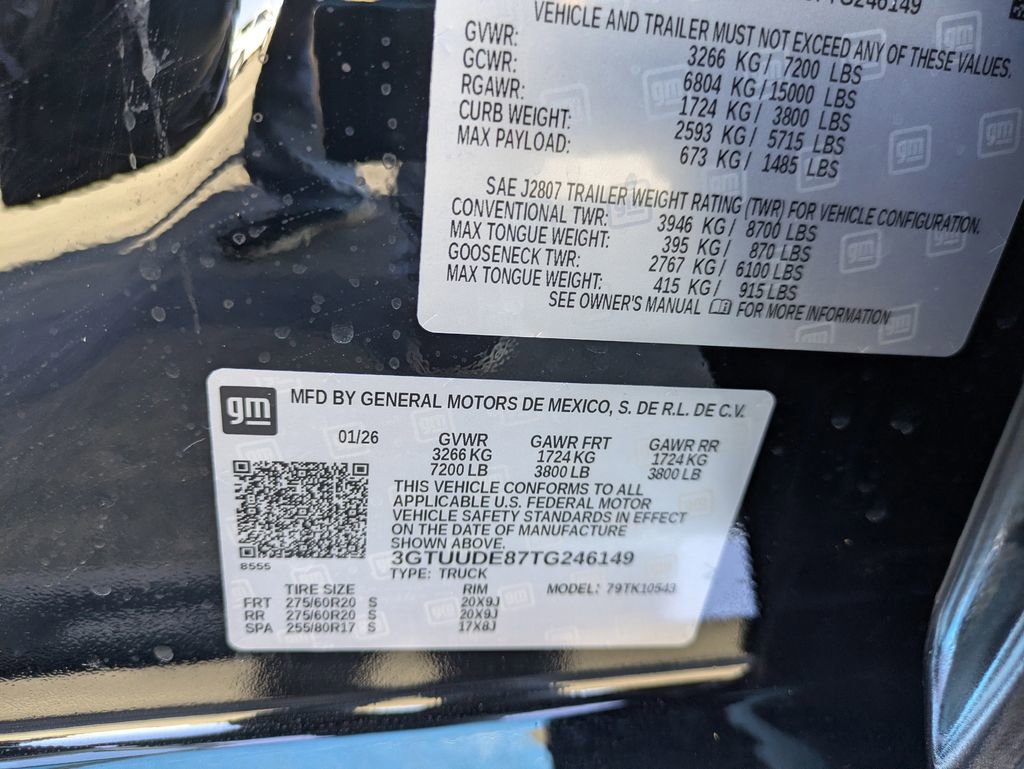 TG246149
VEHICLE AND TRAILER MUST NOT EXCEED ANY OF THESE VALUES.
GVWR: 3266 KG/ 7200 LBS
GCWR: 6804 KG/15000 LBS
RGAWR: 1724 KG/ 3800 LBS
CURB WEIGHT: 2593 KG/ 5715 LBS
MAX PAYLOAD: 673 KG/ 1485 LBS
SAE J2807 TRAILER WEIGHT RATING (TWR) FOR VEHICLE CONFIGURATION.
CONVENTIONAL TWR: 3946 KG/ 8700 LBS
MAX TONGUE WEIGHT: 395 KG/ 870 LBS
GOOSENECK TWR: 2767 KG/ 6100 LBS
MAX TONGUE WEIGHT: 415 KG/ 915 LBS
SEE OWNER'S MANUAL FOR MORE INFORMATION
gm MFD BY GENERAL MOTORS DE MEXICO, S. DE R.L. DE C.V.
01/26 GVWR GAWR FRT GAWR RR
3266 KG 1724 KG 1724 KG
7200 LB 3800 LB 3800 LB
THIS VEHICLE CONFORMS TO ALL
APPLICABLE U.S. FEDERAL MOTOR
VEHICLE SAFETY STANDARDS IN EFFECT
ON THE DATE OF MANUFACTURE
SHOWN ABOVE.
3GTUUDE87TG246149
8555
TYPE: TRUCK
TIRE SIZE RIM MODEL: 79TK10543
FRT 275/60R20 S 20X9J
RR 275/60R20 S 20X9J
SPA 255/80R17 S 17X8J